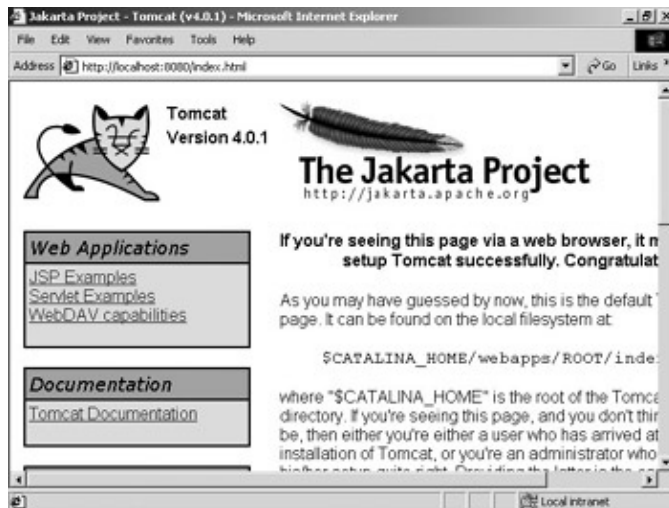 Jakarta Project - Tomcat (v4.0.1) - Microsoft Internet Explorer
File Edit View Favorites Tools Help
Address http://localhost:8080/index.html Go Links
Tomcat
Version 4.0.1
The Jakarta Project
http://jakarta.apache.org
Web Applications
JSP Examples
Servlet Examples
WebDAV capabilities
Documentation
Tomcat Documentation
If you're seeing this page via a web browser, it m
setup Tomcat successfully. Congratulat
As you may have guessed by now, this is the default
page. It can be found on the local filesystem at:
$CATALINA_HOME/webapps/ROOT/inde
where "$CATALINA_HOME" is the root of the Tomca
directory. If you're seeing this page, and you don't thin
be, then either you're either a user who has arrived at
installation of Tomcat, or you're an administrator who
Local intranet